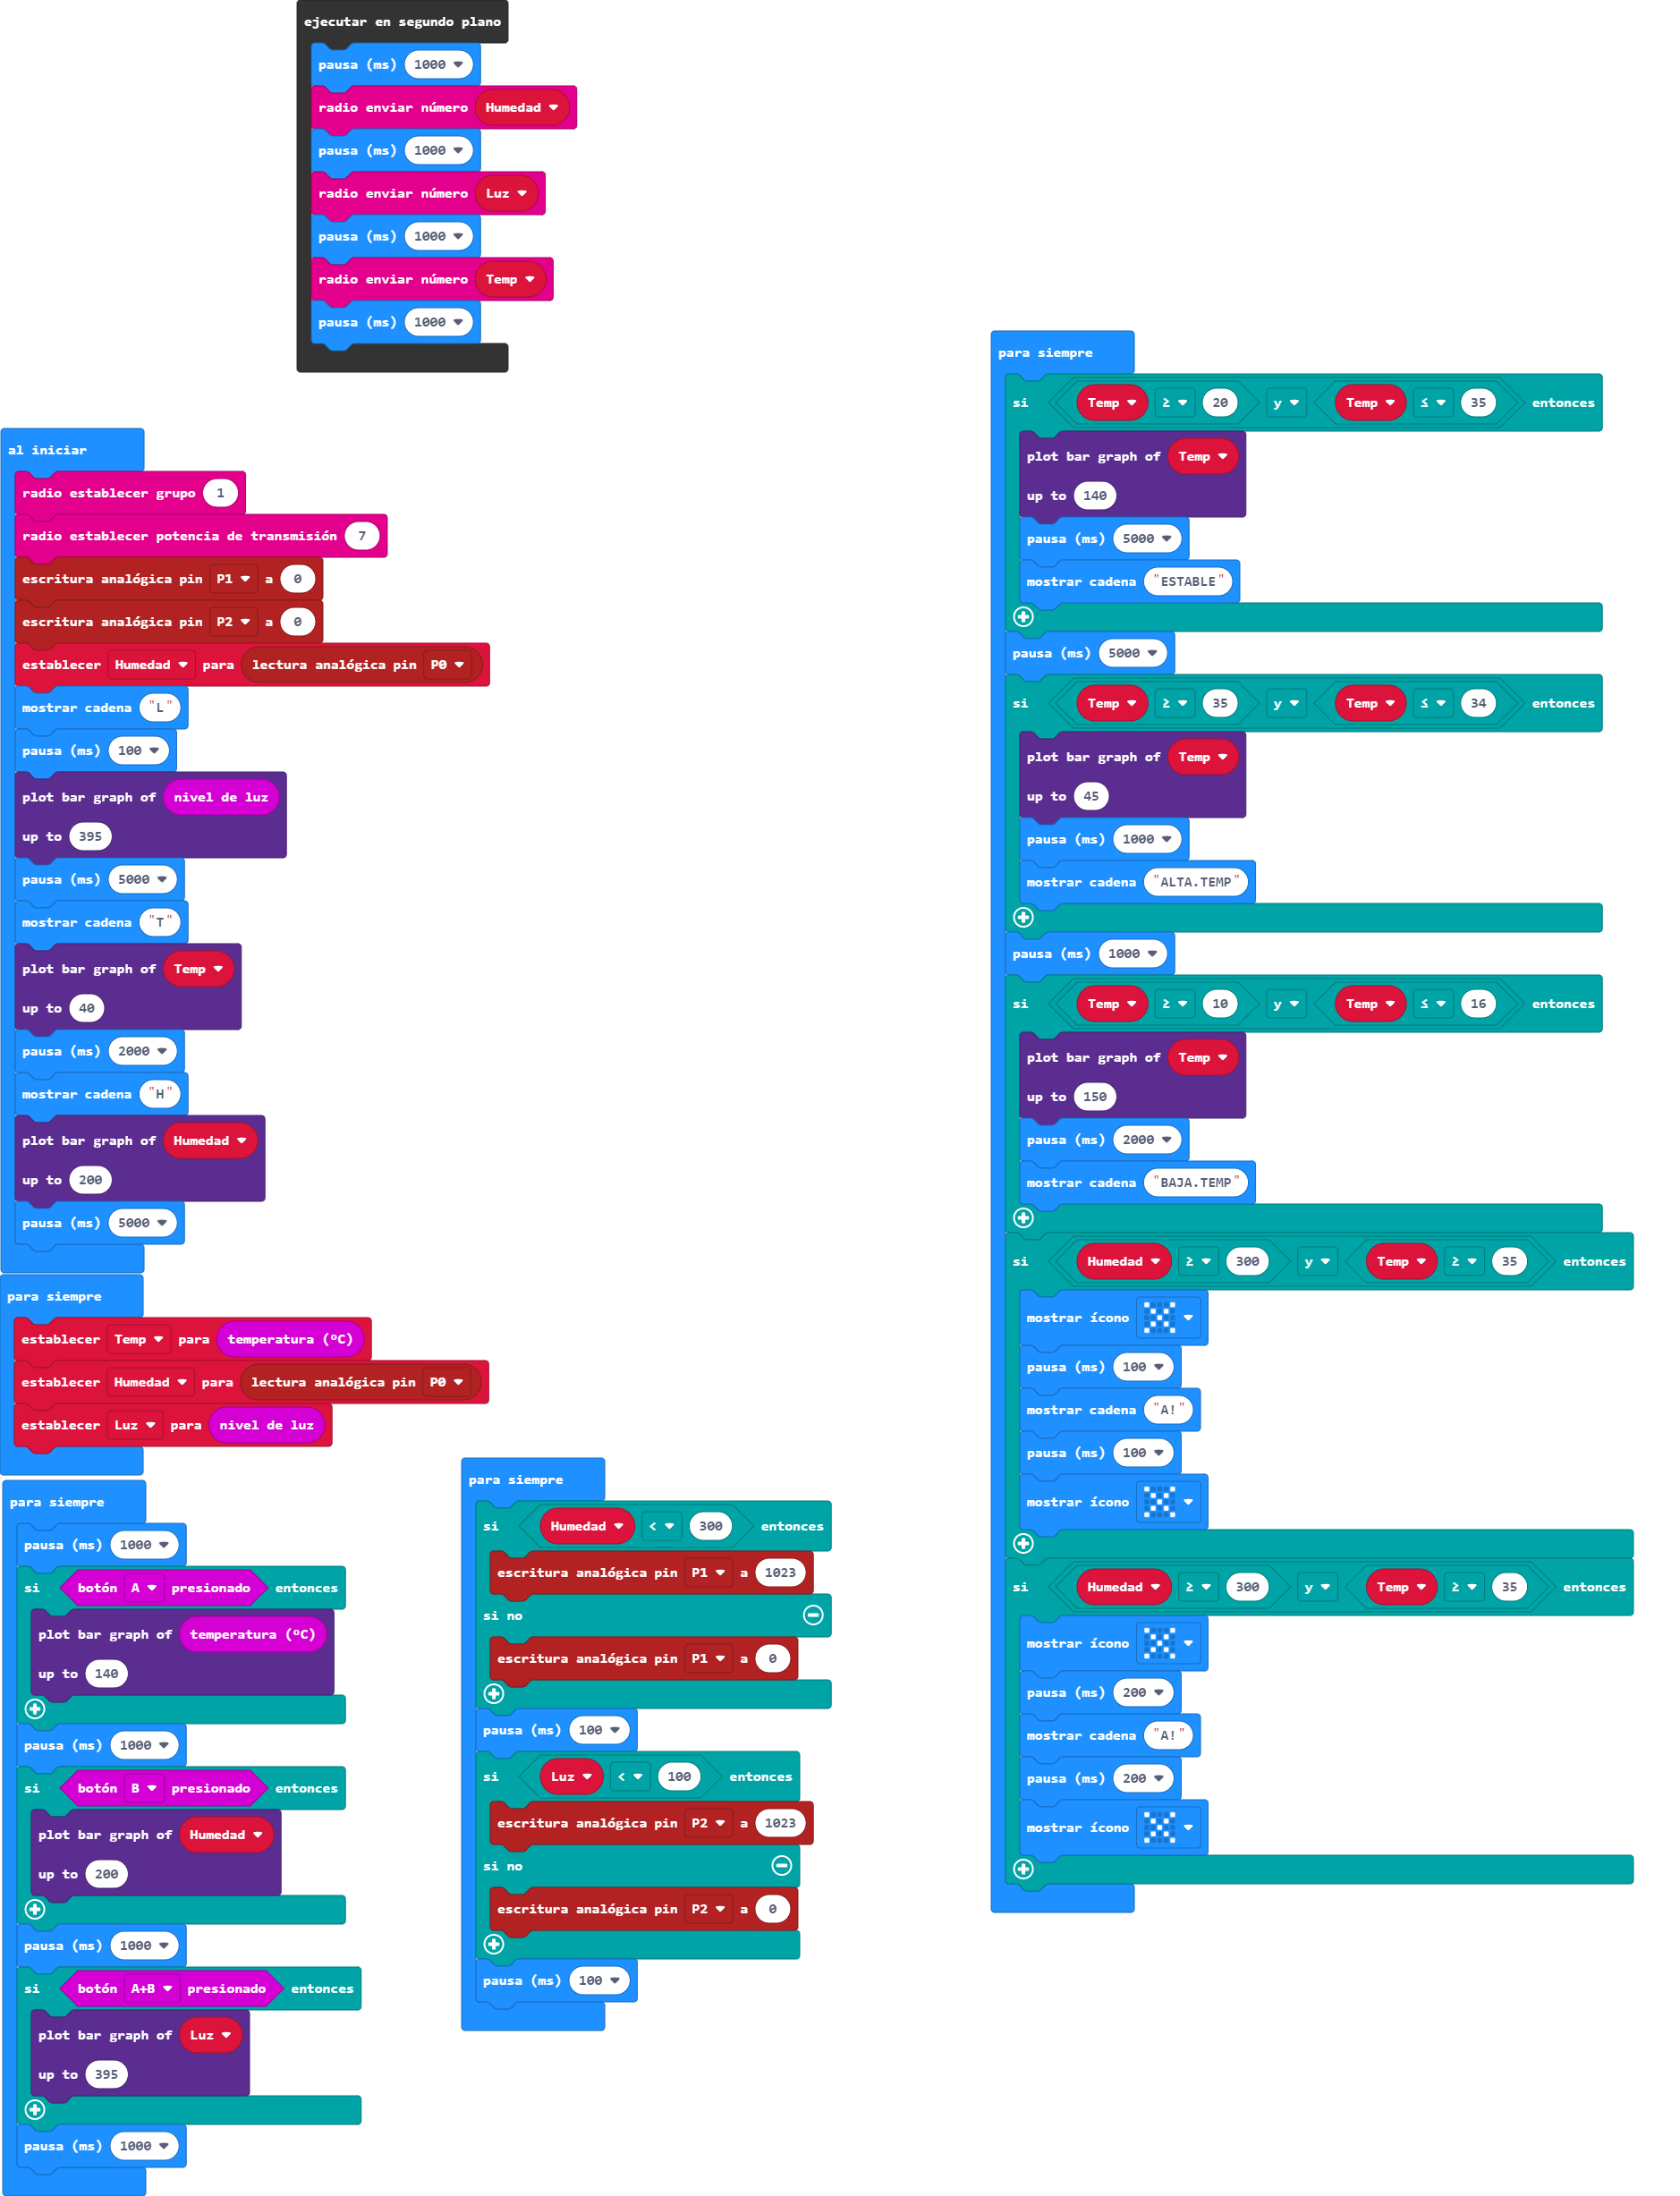 ejecutar en segundo plano
pausa (ms) 1000
radio enviar número Humedad
pausa (ms) 1000
radio enviar número Luz
pausa (ms) 1000
radio enviar número Temp
pausa (ms) 1000
al iniciar
radio establecer grupo 1
radio establecer potencia de transmisión 7
escritura analógica pin P1 a 0
escritura analógica pin P2 a 0
establecer Humedad para lectura analógica pin P0
mostrar cadena "L"
pausa (ms) 100
plot bar graph of nivel de luz
up to 395
pausa (ms) 5000
mostrar cadena "T"
plot bar graph of Temp
up to 40
pausa (ms) 2000
mostrar cadena "H"
plot bar graph of Humedad
up to 200
pausa (ms) 5000
para siempre
establecer Temp para temperatura (ºC)
establecer Humedad para lectura analógica pin P0
establecer Luz para nivel de luz
para siempre
pausa (ms) 1000
si botón A presionado entonces
plot bar graph of temperatura (ºC)
up to 140
pausa (ms) 1000
si botón B presionado entonces
plot bar graph of Humedad
up to 200
pausa (ms) 1000
si botón A+B presionado entonces
plot bar graph of Luz
up to 395
pausa (ms) 1000
para siempre
si Humedad < 300 entonces
escritura analógica pin P1 a 1023
si no
escritura analógica pin P1 a 0
pausa (ms) 100
si Luz < 100 entonces
escritura analógica pin P2 a 1023
si no
escritura analógica pin P2 a 0
pausa (ms) 100
para siempre
si Temp ≥ 20 y Temp ≤ 35 entonces
plot bar graph of Temp
up to 140
pausa (ms) 5000
mostrar cadena "ESTABLE"
pausa (ms) 5000
si Temp ≥ 35 y Temp ≤ 34 entonces
plot bar graph of Temp
up to 45
pausa (ms) 1000
mostrar cadena "ALTA.TEMP"
pausa (ms) 1000
si Temp ≥ 10 y Temp ≤ 16 entonces
plot bar graph of Temp
up to 150
pausa (ms) 2000
mostrar cadena "BAJA.TEMP"
si Humedad ≥ 300 y Temp ≥ 35 entonces
mostrar ícono
pausa (ms) 100
mostrar cadena "A!"
pausa (ms) 100
mostrar ícono
si Humedad ≥ 300 y Temp ≥ 35 entonces
mostrar ícono
pausa (ms) 200
mostrar cadena "A!"
pausa (ms) 200
mostrar ícono